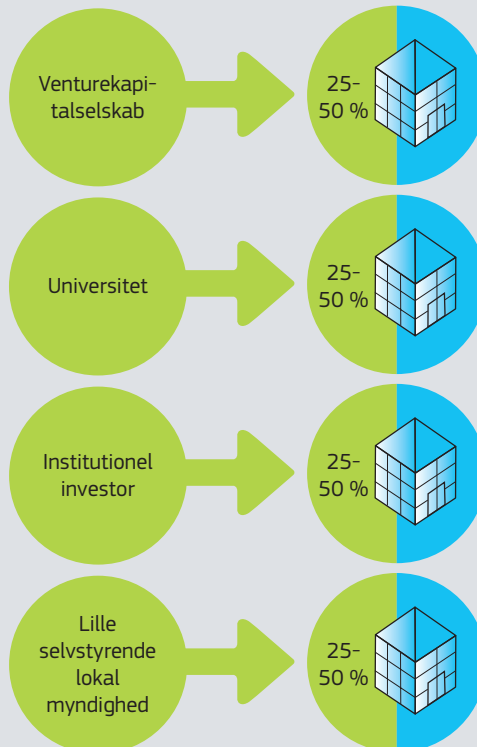 Venturekapi-
talselskab
25-
50 %
Universitet
25-
50 %
Institutionel
investor
25-
50 %
Lille
selvstyrende
lokal
myndighed
25-
50 %